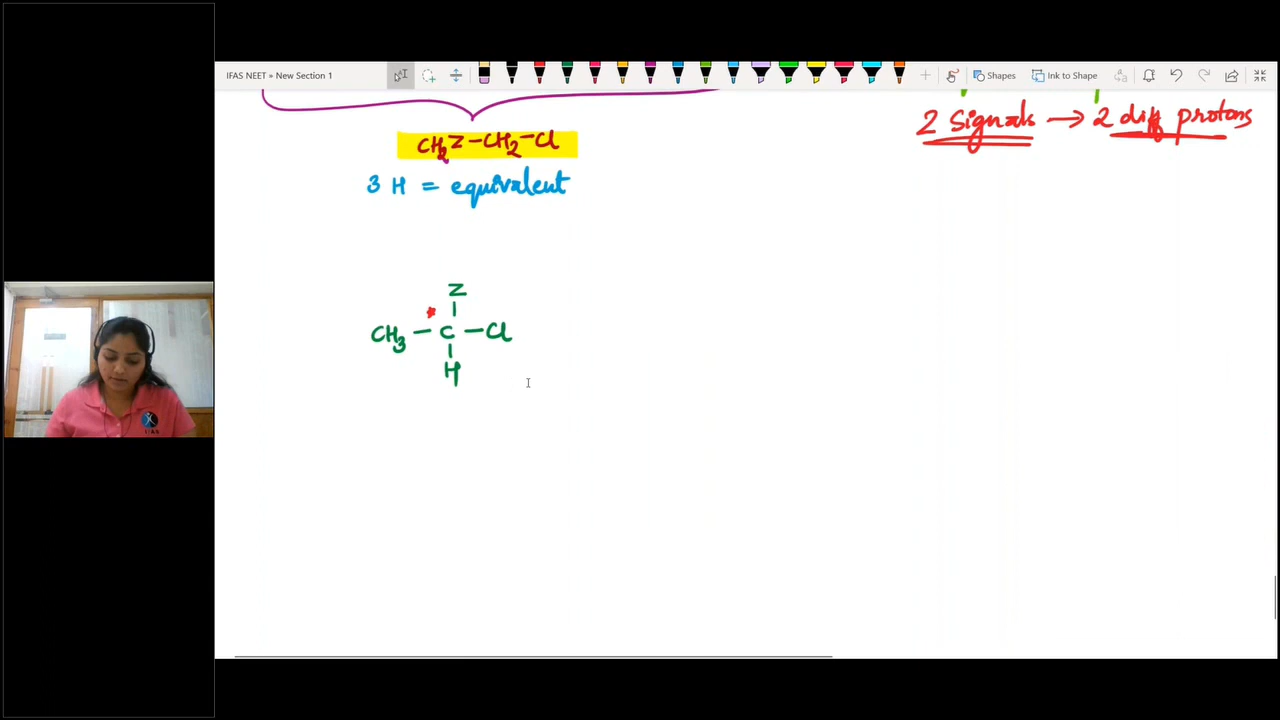 IFAS NEET » New Section 1
Shapes
Ink to Shape
2 Signals → 2 diff protons
CH2Z-CH2-Cl
3 H = equivalent
Z
CH3 - C - Cl
H
IFAS